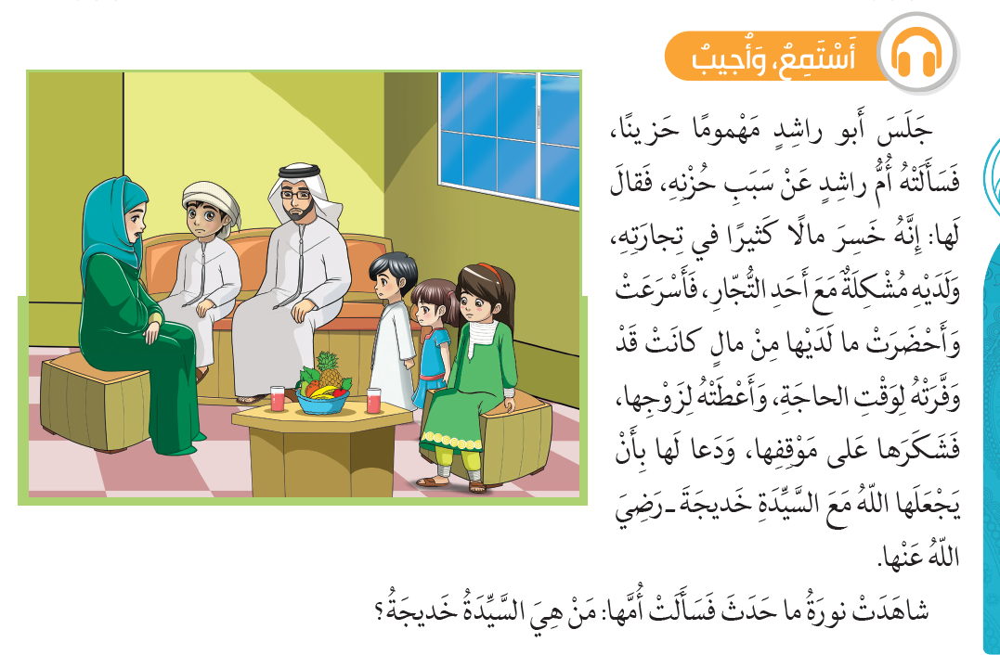 أَسْتَمِعُ، وَأُجيبُ
جَلَسَ أَبو راشِدٍ مَهْمومًا حَزينًا،
فَسَأَلَتْهُ أُمُّ راشِدٍ عَنْ سَبَبِ حُزْنِهِ، فَقالَ
لَها: إِنَّهُ خَسِرَ مالًا كَثيرًا في تِجارَتِهِ،
وَلَدَيْهِ مُشْكِلَةٌ مَعَ أَحَدِ التُّجّارِ، فَأَسْرَعَتْ
وَأَحْضَرَتْ ما لَدَيْها مِنْ مالٍ كانَتْ قَدْ
وَفَّرَتْهُ لِوَقْتِ الحاجَةِ، وَأَعْطَتْهُ لِزَوْجِها،
فَشَكَرَها عَلى مَوْقِفِها، وَدَعا لَها بِأَنْ
يَجْعَلَها اللّهُ مَعَ السَّيِّدَةِ خَديجَةَ ـ رَضِيَ
اللّهُ عَنْها.
شاهَدَتْ نورَةُ ما حَدَثَ فَسَأَلَتْ أُمَّها: مَنْ هِيَ السَّيِّدَةُ خَديجَةُ؟